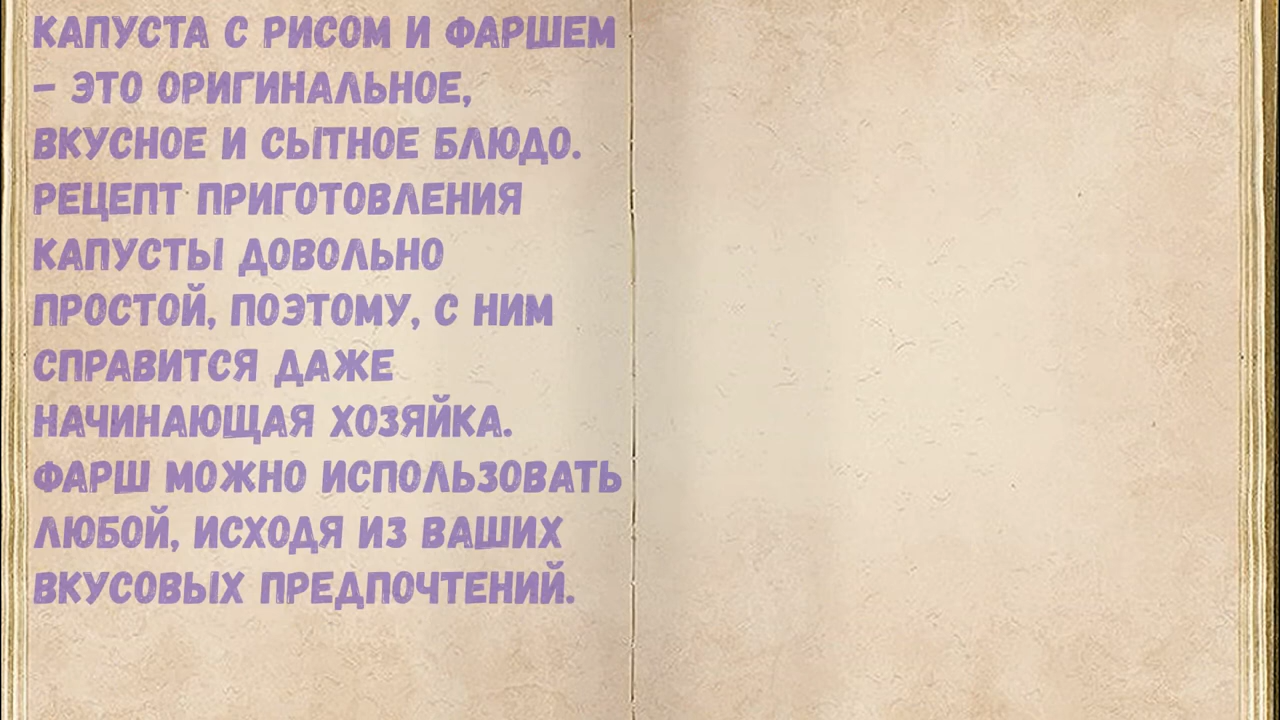 КАПУСТА С РИСОМ И ФАРШЕМ
– ЭТО ОРИГИНАЛЬНОЕ,
ВКУСНОЕ И СЫТНОЕ БЛЮДО.
РЕЦЕПТ ПРИГОТОВЛЕНИЯ
КАПУСТЫ ДОВОЛЬНО
ПРОСТОЙ, ПОЭТОМУ, С НИМ
СПРАВИТСЯ ДАЖЕ
НАЧИНАЮЩАЯ ХОЗЯЙКА.
ФАРШ МОЖНО ИСПОЛЬЗОВАТЬ
ЛЮБОЙ, ИСХОДЯ ИЗ ВАШИХ
ВКУСОВЫХ ПРЕДПОЧТЕНИЙ.